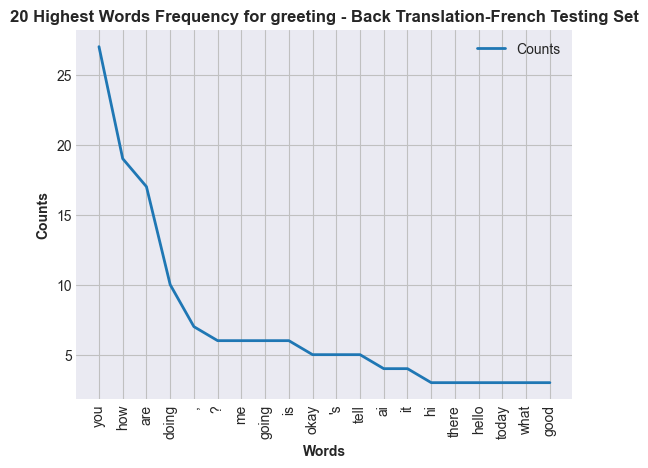 20 Highest Words Frequency for greeting - Back Translation-French Testing Set
Counts
25
20
15
10
5
Counts
you
how
are
doing
,
?
me
going
is
okay
's
tell
ai
it
hi
there
hello
today
what
good
Words